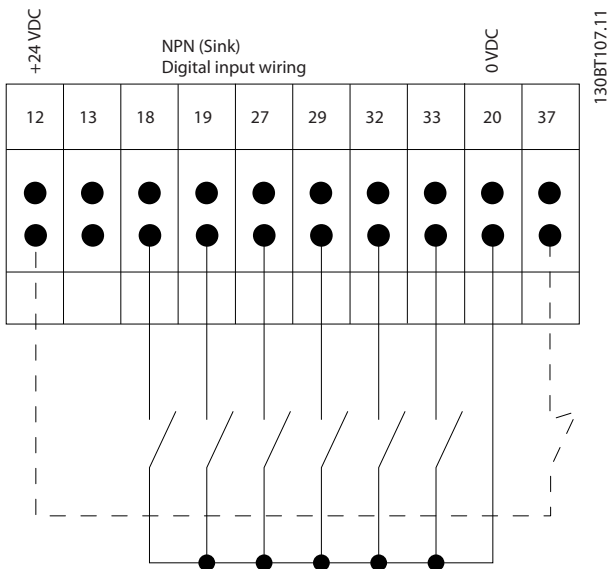 +24 VDC
NPN (Sink)
Digital input wiring
0 VDC
130BT107.11
12 13 18 19 27 29 32 33 20 37